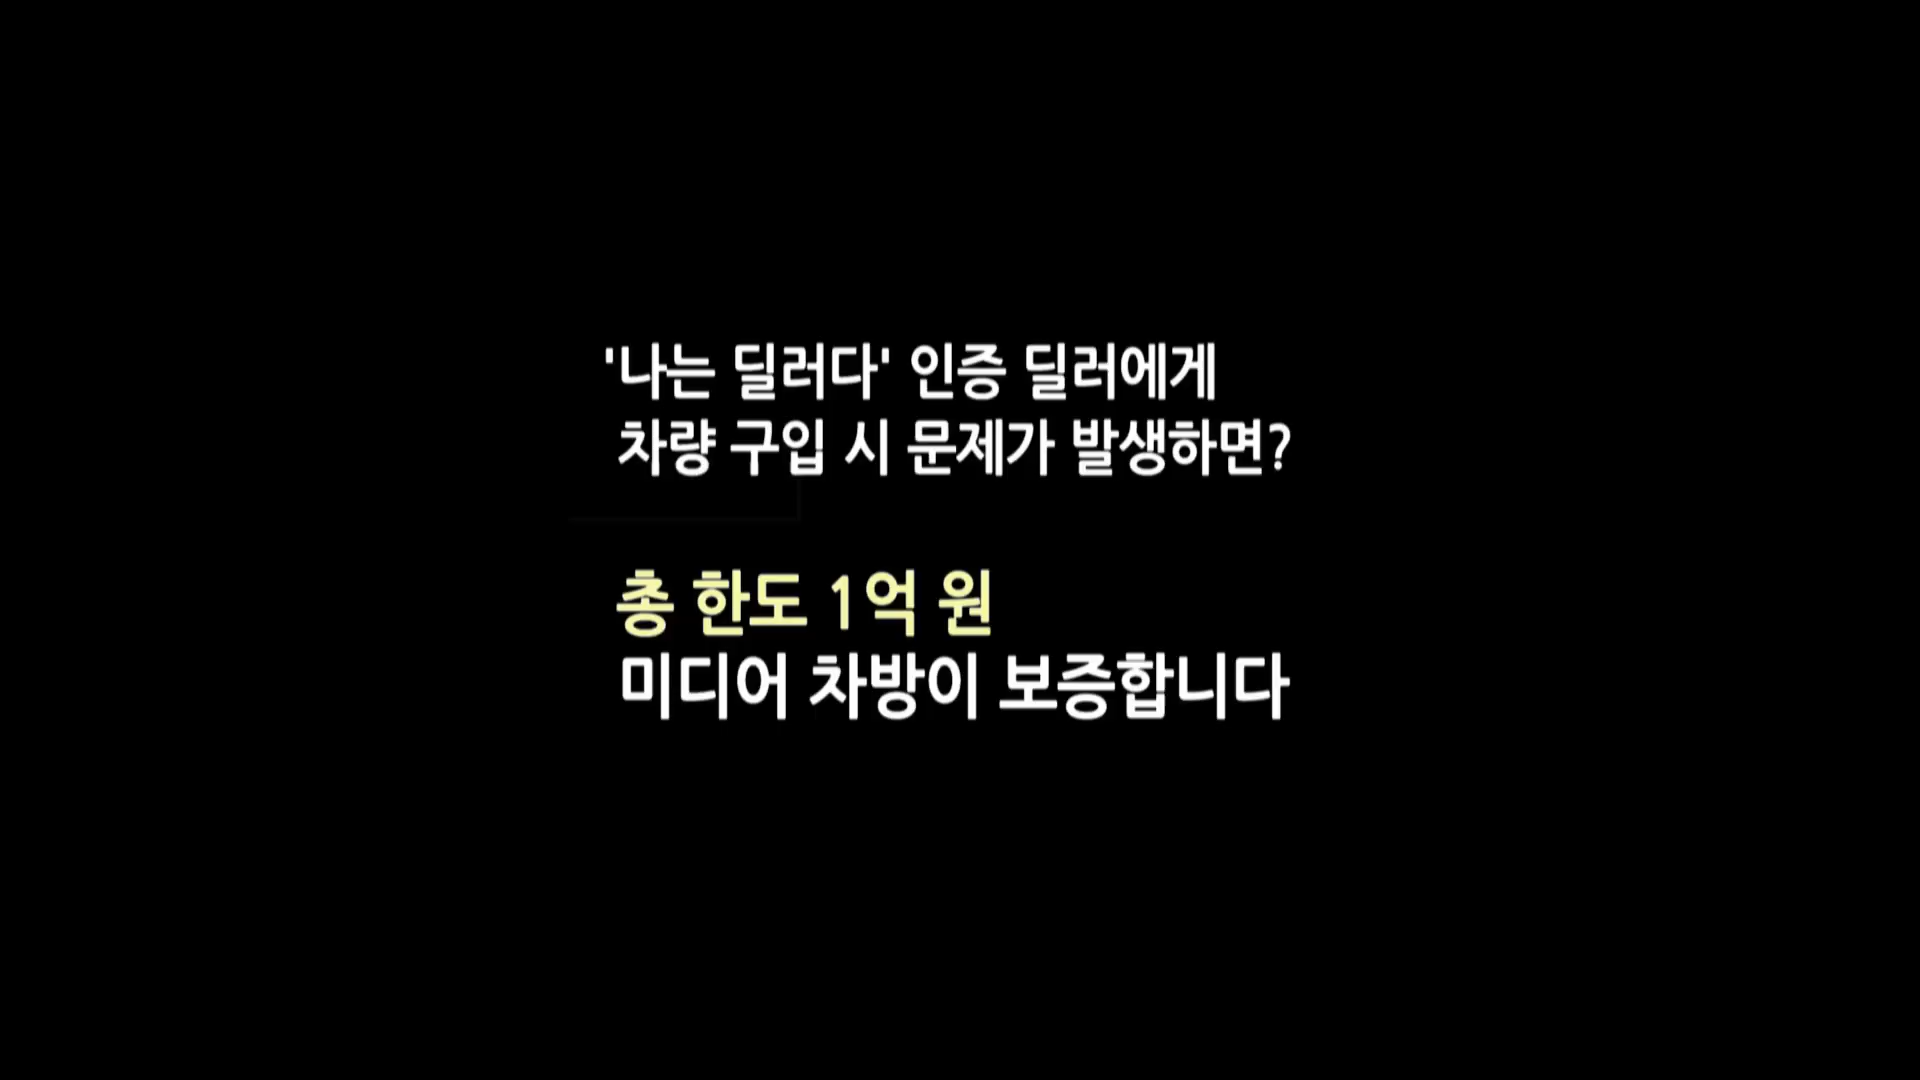 '나는 딜러다' 인증 딜러에게
차량 구입 시 문제가 발생하면?
총 한도 1억 원
미디어 차방이 보증합니다